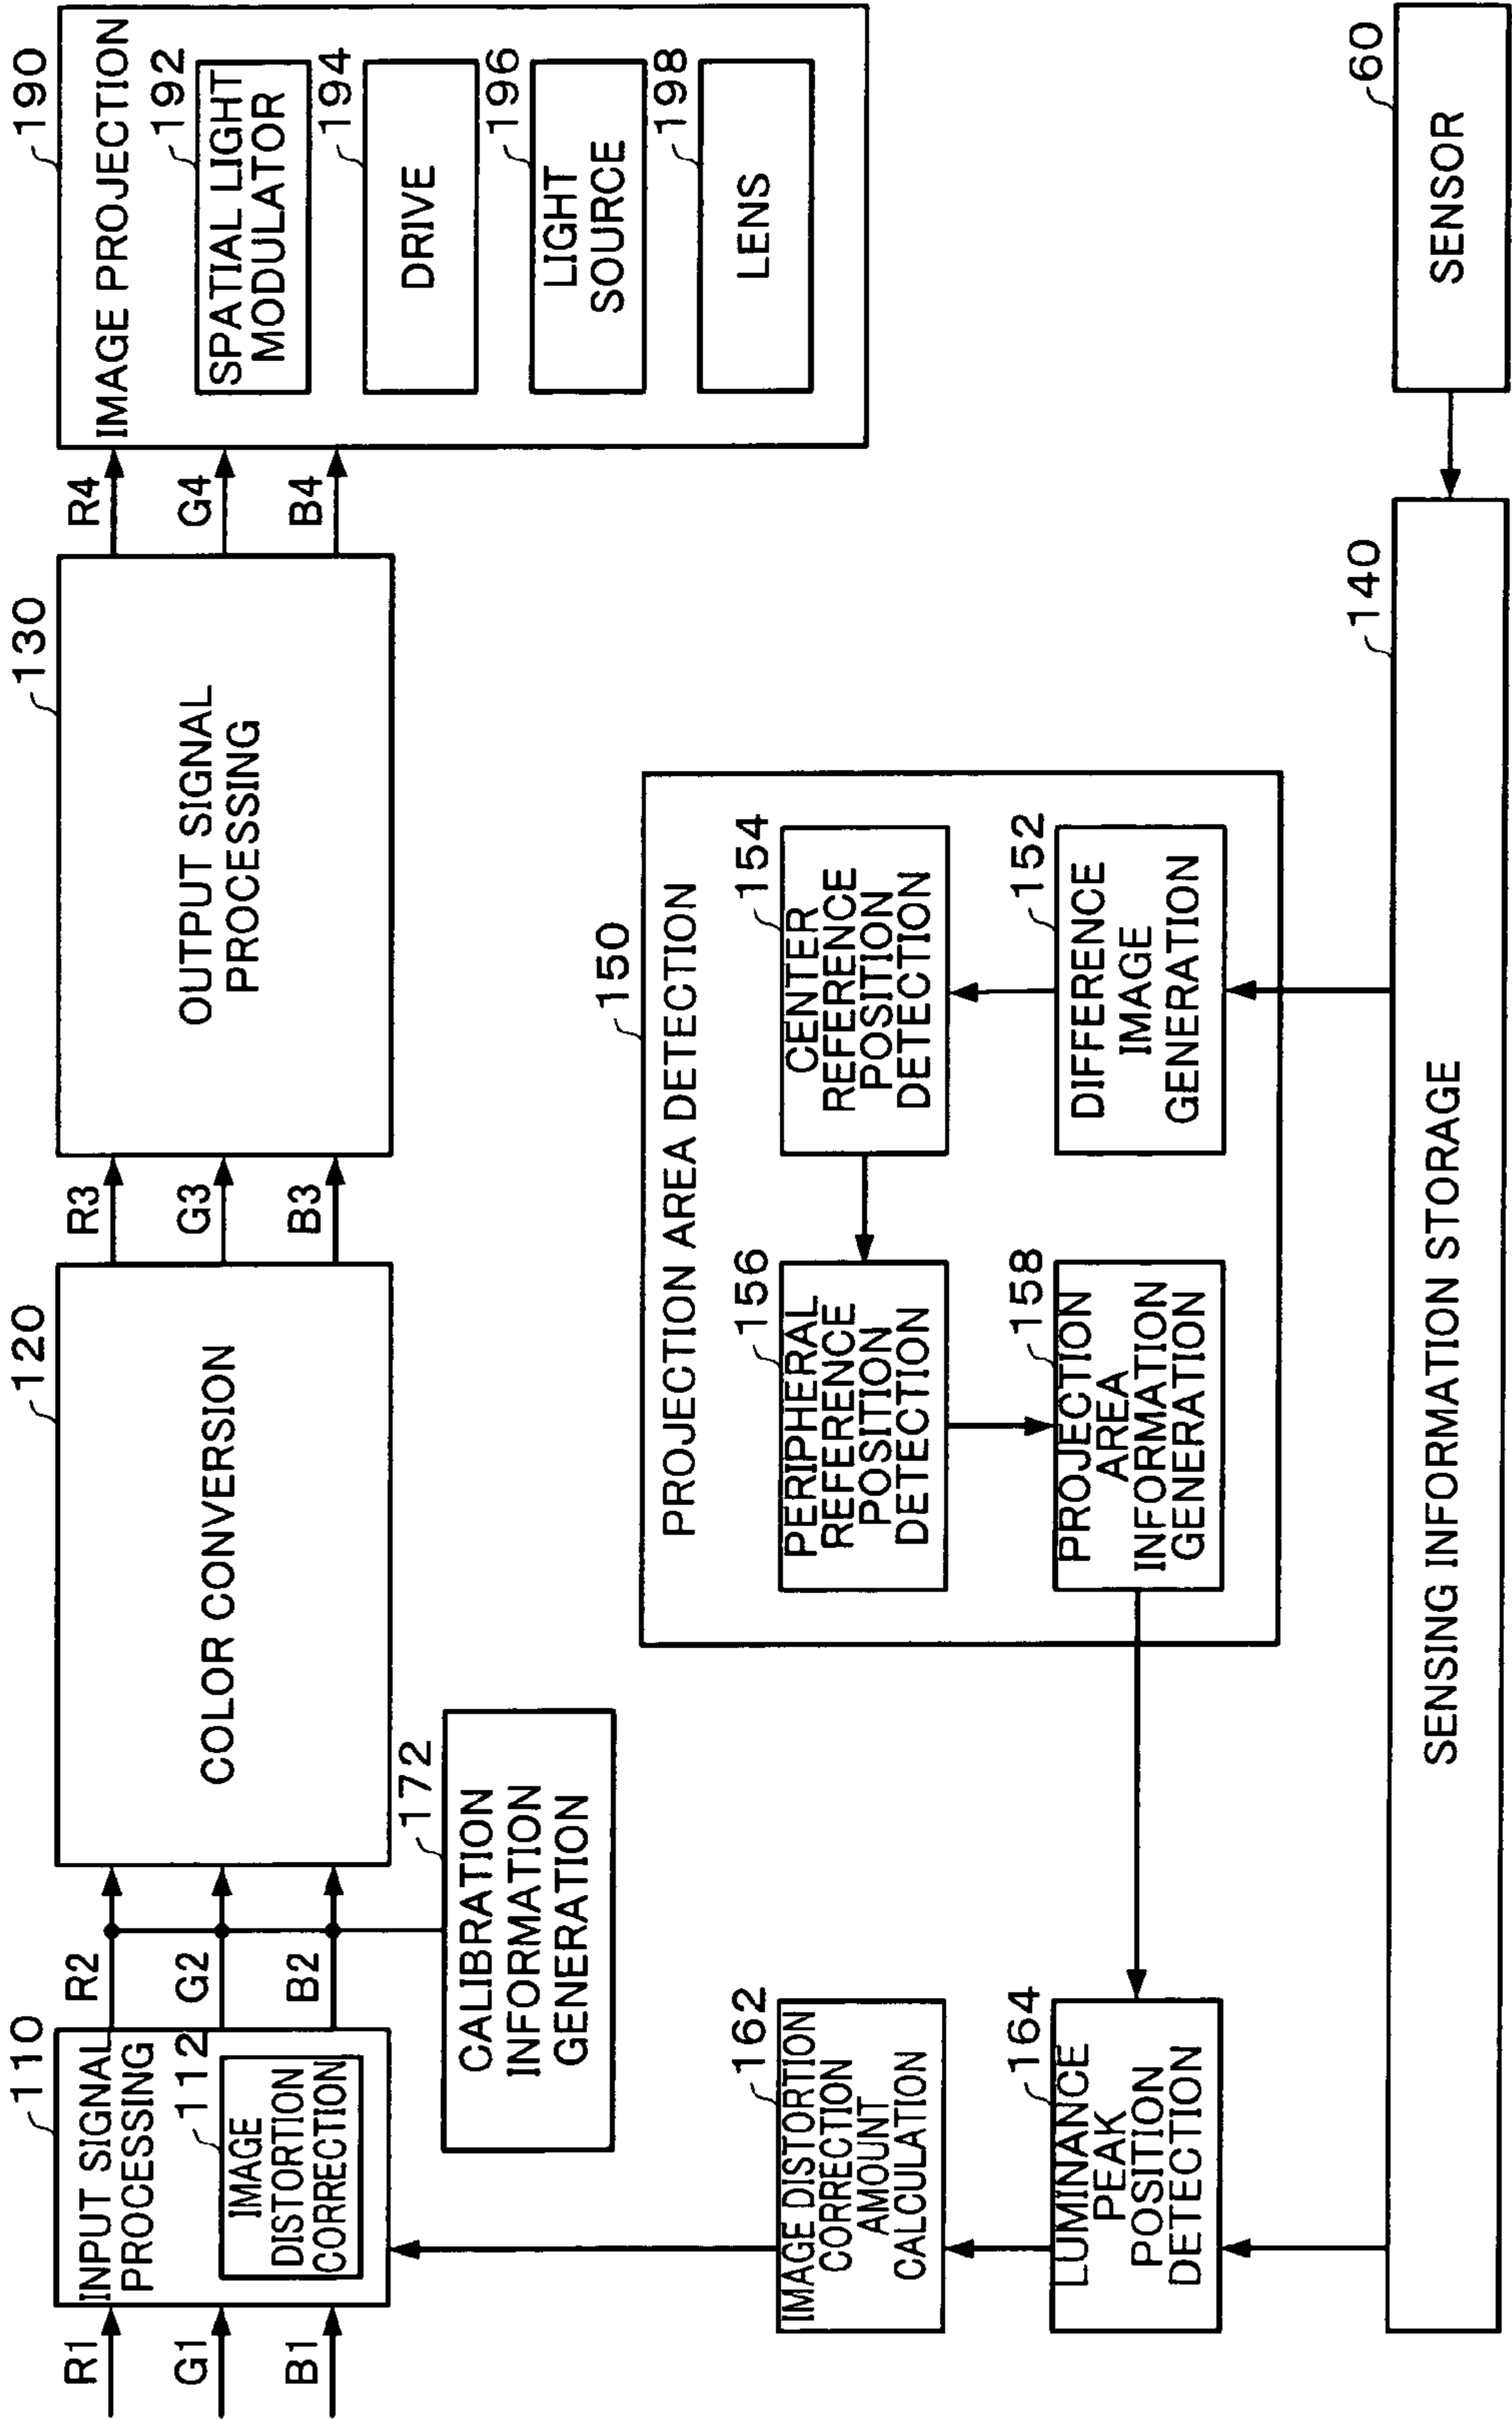 R1
G1
B1
110
INPUT SIGNAL
PROCESSING
112
IMAGE
DISTORTION
CORRECTION
R2
G2
B2
120
COLOR CONVERSION
172
CALIBRATION
INFORMATION
GENERATION
R3
G3
B3
130
OUTPUT SIGNAL
PROCESSING
R4
G4
B4
190
IMAGE PROJECTION
192
SPATIAL LIGHT
MODULATOR
194
DRIVE
196
LIGHT
SOURCE
198
LENS
150
PROJECTION AREA DETECTION
156
PERIPHERAL
REFERENCE
POSITION
DETECTION
154
CENTER
REFERENCE
POSITION
DETECTION
158
PROJECTION
AREA
INFORMATION
GENERATION
152
DIFFERENCE
IMAGE
GENERATION
162
IMAGE DISTORTION
CORRECTION
AMOUNT
CALCULATION
164
LUMINANCE
PEAK
POSITION
DETECTION
140
SENSING INFORMATION STORAGE
60
SENSOR